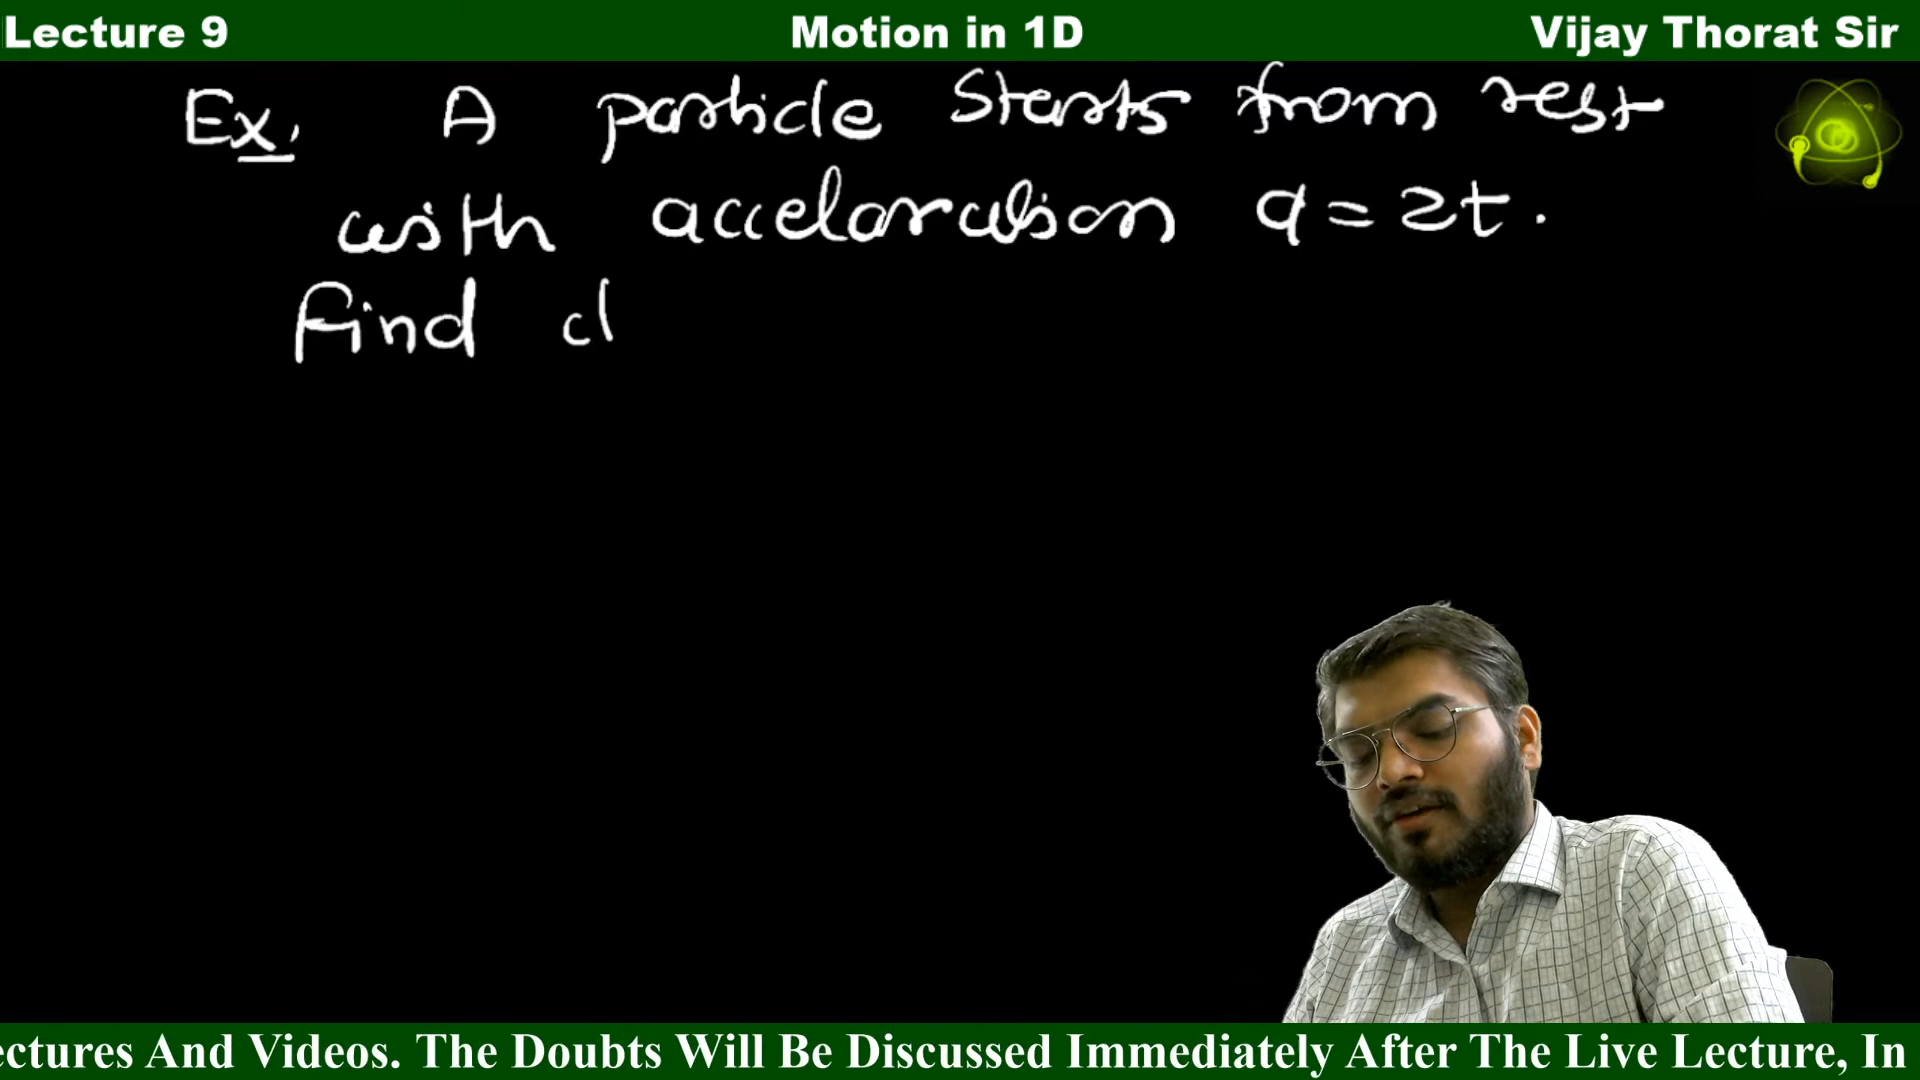 Lecture 9
Motion in 1D
Vijay Thorat Sir
Ex. A particle starts from rest
with acceloration a = 2t.
find d
ectures And Videos. The Doubts Will Be Discussed Immediately After The Live Lecture, In